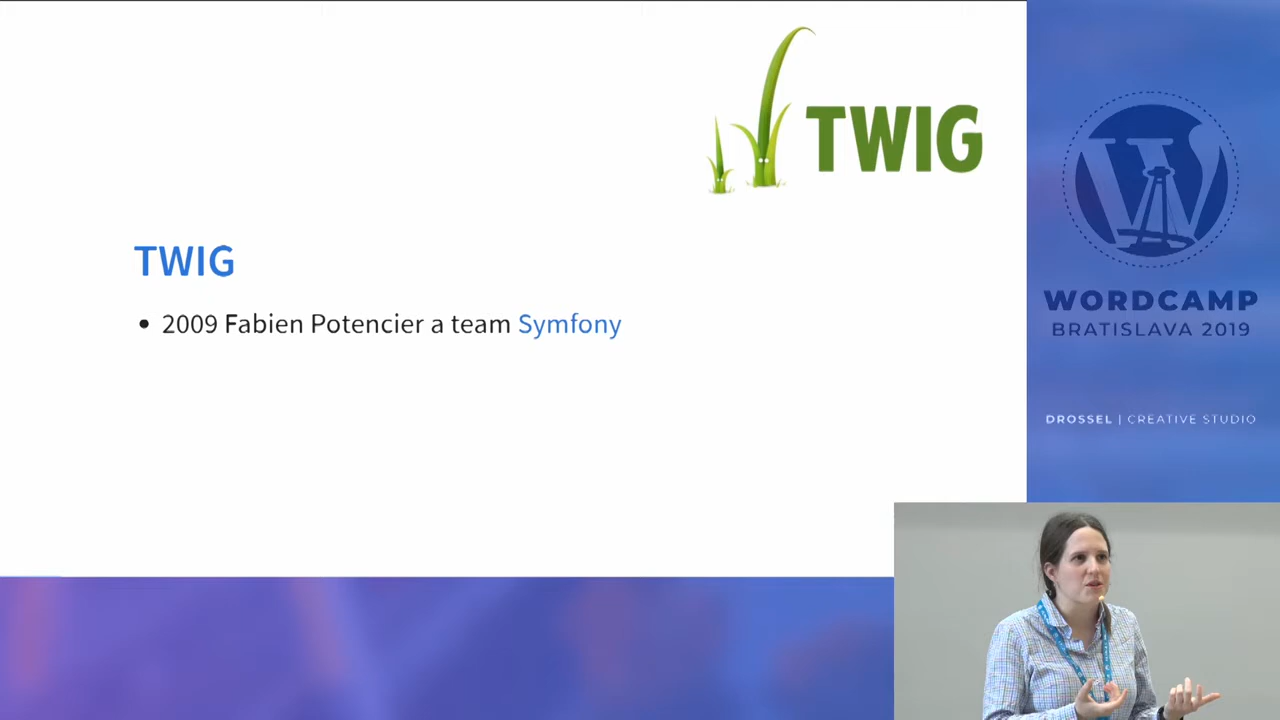 TWIG
TWIG
• 2009 Fabien Potencier a team Symfony
WORDCAMP
BRATISLAVA 2019
DROSSEL | CREATIVE STUDIO